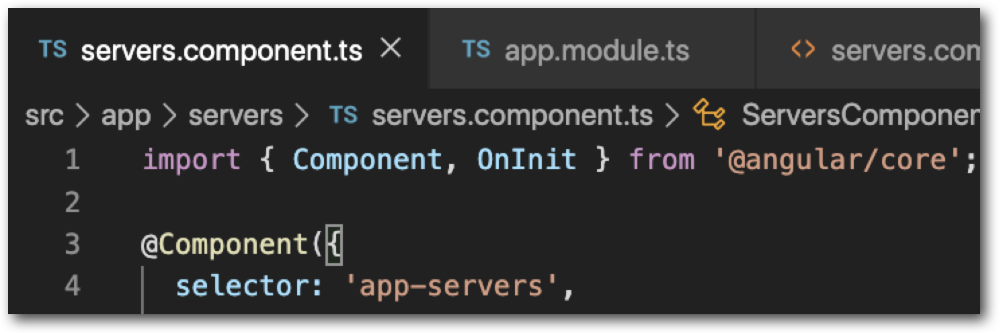 TS servers.component.ts × TS app.module.ts <> servers.com
src > app > servers > TS servers.component.ts > ServersComponen
1 import { Component, OnInit } from '@angular/core';
2
3 @Component({
4 selector: 'app-servers',